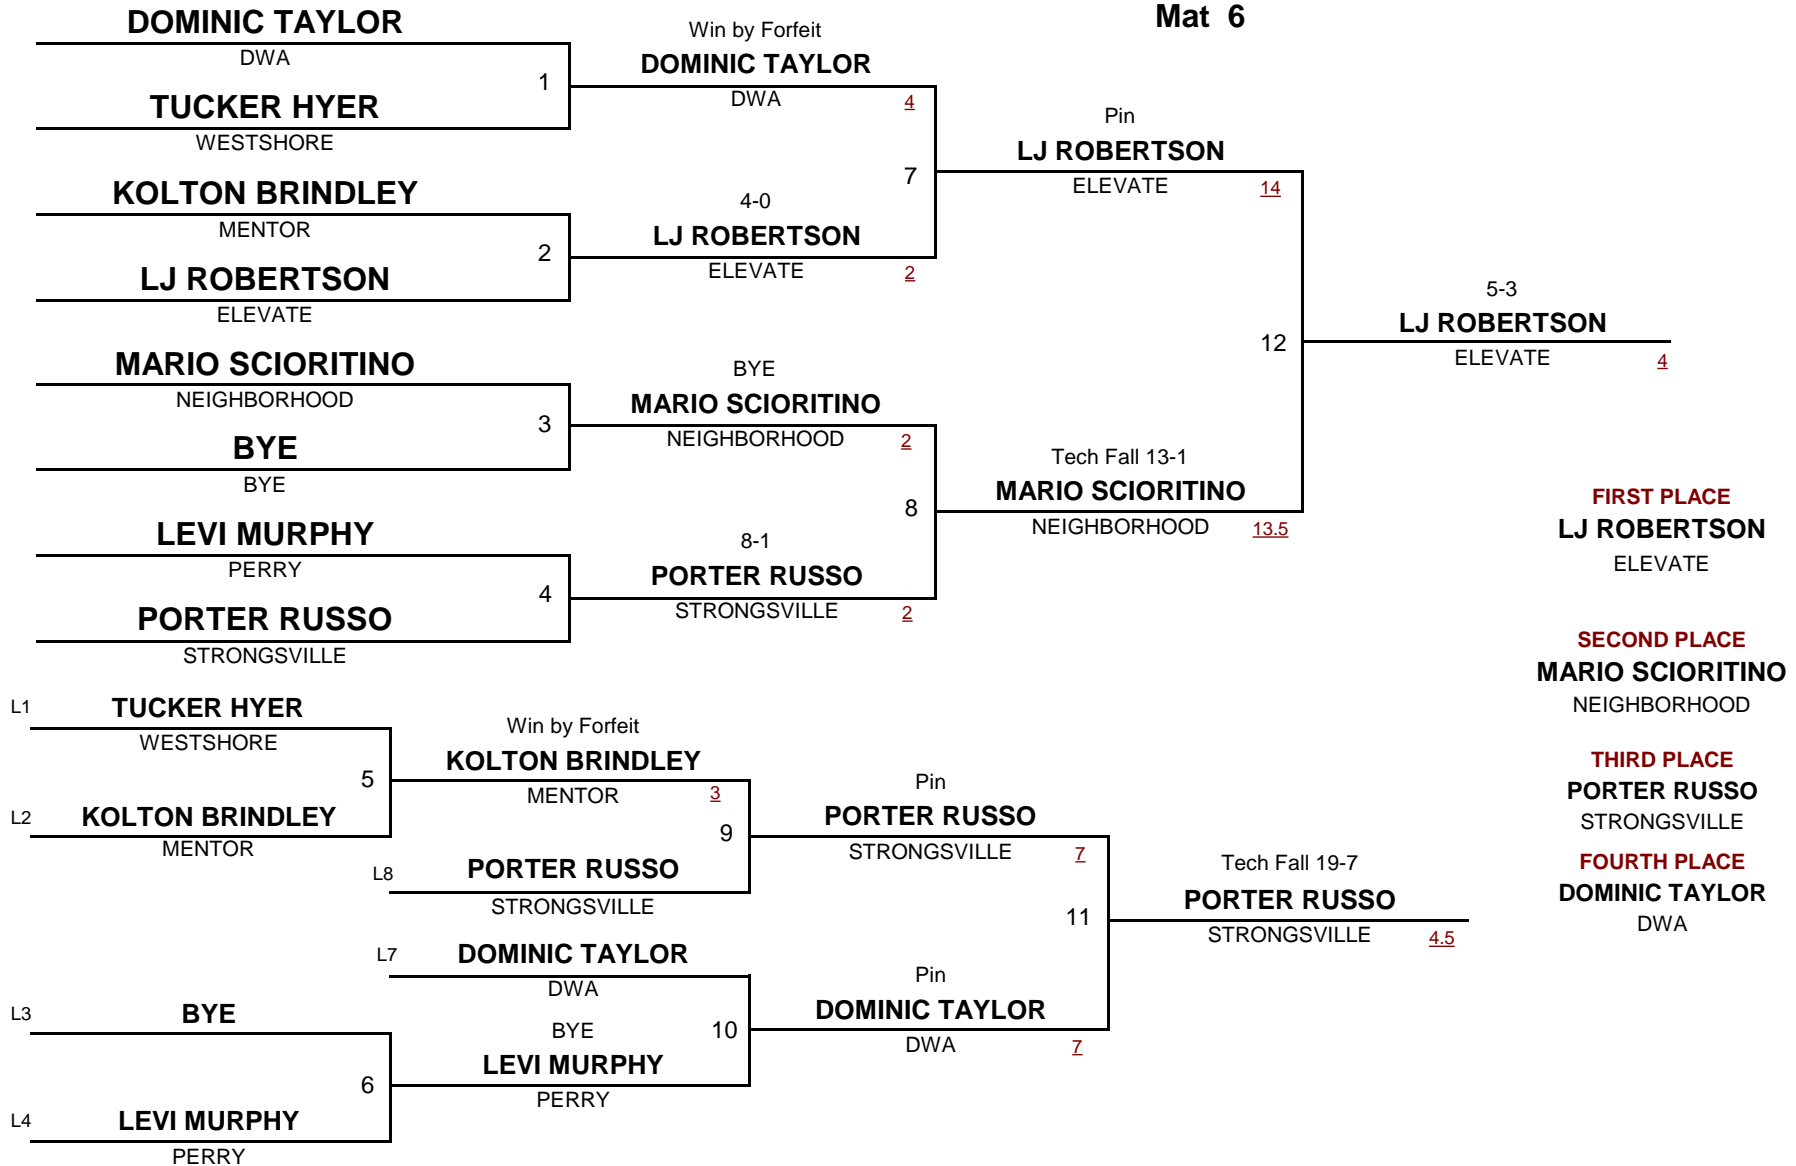 Mat 6
DOMINIC TAYLOR
DWA
1
TUCKER HYER
WESTSHORE
KOLTON BRINDLEY
MENTOR
2
LJ ROBERTSON
ELEVATE
MARIO SCIORITINO
NEIGHBORHOOD
3
BYE
BYE
LEVI MURPHY
PERRY
4
PORTER RUSSO
STRONGSVILLE
Win by Forfeit
DOMINIC TAYLOR
DWA
4
7
4-0
LJ ROBERTSON
ELEVATE
2
BYE
MARIO SCIORITINO
NEIGHBORHOOD
2
8
8-1
PORTER RUSSO
STRONGSVILLE
2
Pin
LJ ROBERTSON
ELEVATE
14
12
Tech Fall 13-1
MARIO SCIORITINO
NEIGHBORHOOD
13.5
5-3
LJ ROBERTSON
ELEVATE
4
FIRST PLACE
LJ ROBERTSON
ELEVATE
SECOND PLACE
MARIO SCIORITINO
NEIGHBORHOOD
THIRD PLACE
PORTER RUSSO
STRONGSVILLE
FOURTH PLACE
DOMINIC TAYLOR
DWA
L1
TUCKER HYER
WESTSHORE
5
L2
KOLTON BRINDLEY
MENTOR
L3
BYE
6
L4
LEVI MURPHY
PERRY
Win by Forfeit
KOLTON BRINDLEY
MENTOR
3
9
L8
PORTER RUSSO
STRONGSVILLE
L7
DOMINIC TAYLOR
DWA
10
BYE
LEVI MURPHY
PERRY
Pin
PORTER RUSSO
STRONGSVILLE
7
11
Pin
DOMINIC TAYLOR
DWA
7
Tech Fall 19-7
PORTER RUSSO
STRONGSVILLE
4.5